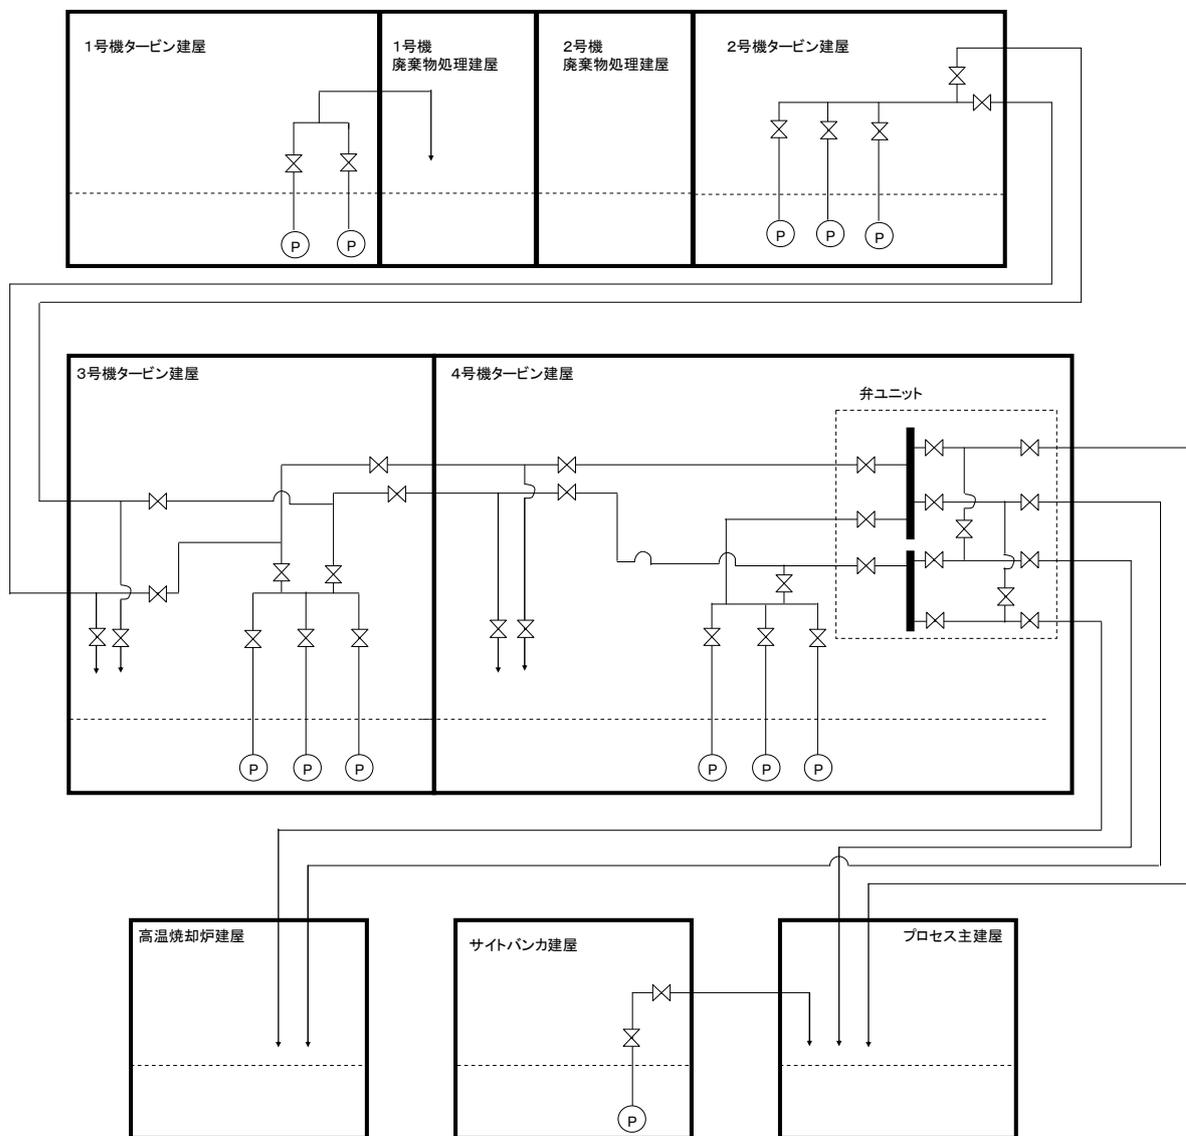 1号機タービン建屋
1号機
廃棄物処理建屋
2号機
廃棄物処理建屋
2号機タービン建屋
P
P
P
P
P
3号機タービン建屋
4号機タービン建屋
弁ユニット
P
P
P
P
P
P
高温焼却炉建屋
サイトバンカ建屋
プロセス主建屋
P